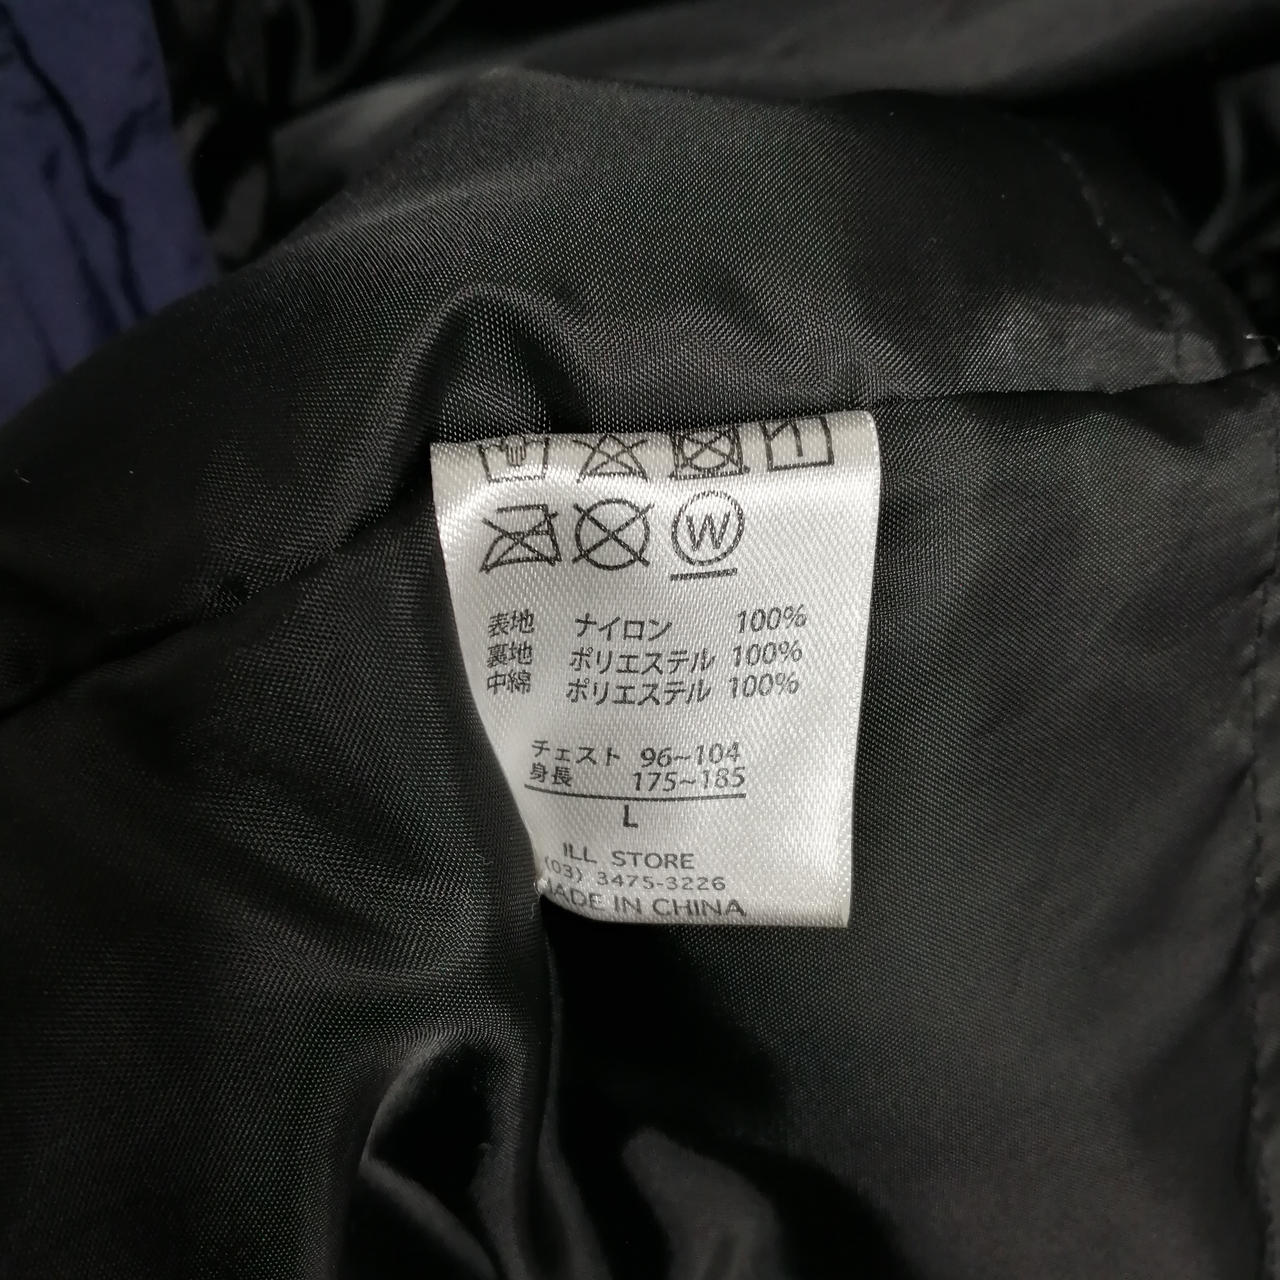 W
表地 ナイロン 100%
裏地 ポリエステル 100%
中綿 ポリエステル 100%
チェスト 96~104
身長 175~185
L
ILL STORE
(03) 3475-3226
MADE IN CHINA